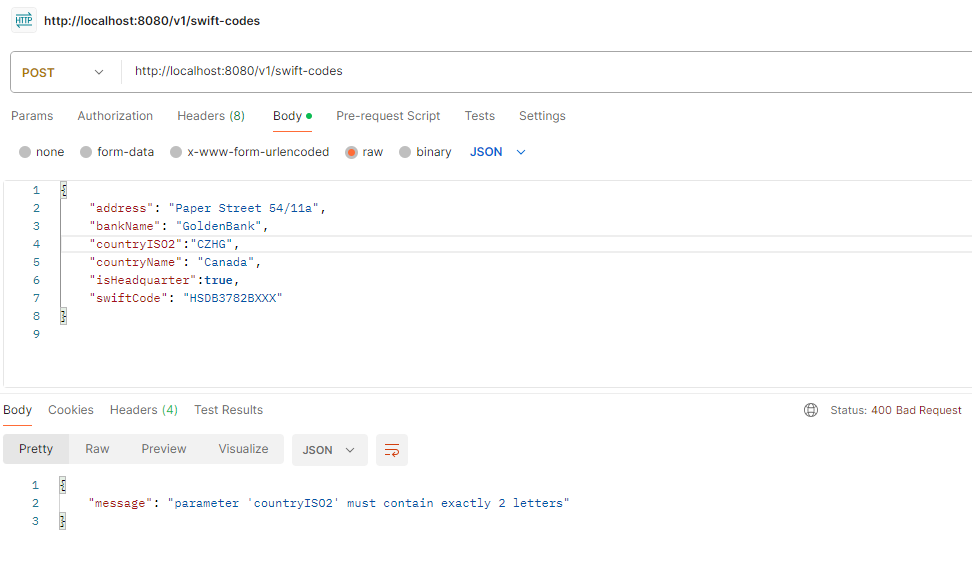 HTTP http://localhost:8080/v1/swift-codes
POST http://localhost:8080/v1/swift-codes
Params Authorization Headers (8) Body Pre-request Script Tests Settings
none form-data x-www-form-urlencoded raw binary JSON
1 {
2 "address": "Paper Street 54/11a",
3 "bankName": "GoldenBank",
4 "countryISO2":"CZHG",
5 "countryName": "Canada",
6 "isHeadquarter":true,
7 "swiftCode": "HSDB3782BXXX"
8 }
9
Body Cookies Headers (4) Test Results Status: 400 Bad Request
Pretty Raw Preview Visualize JSON
1 {
2 "message": "parameter 'countryISO2' must contain exactly 2 letters"
3 }